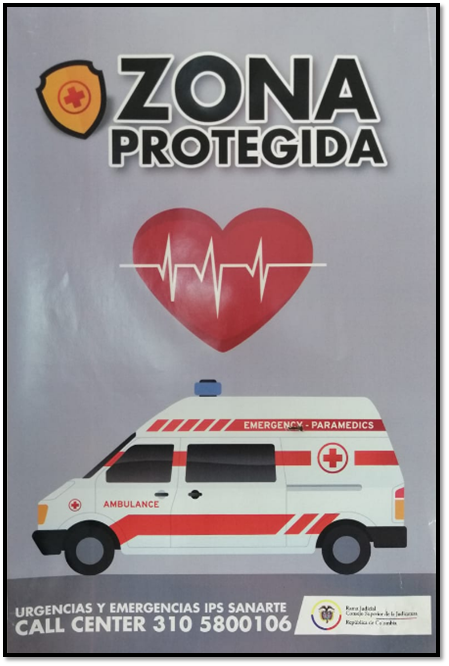 ZONA
PROTEGIDA
EMERGENCY - PARAMEDICS
AMBULANCE
URGENCIAS Y EMERGENCIAS IPS SANARTE
CALL CENTER 310 5800106
Rama Judicial
Consejo Superior de la Judicatura
República de Colombia